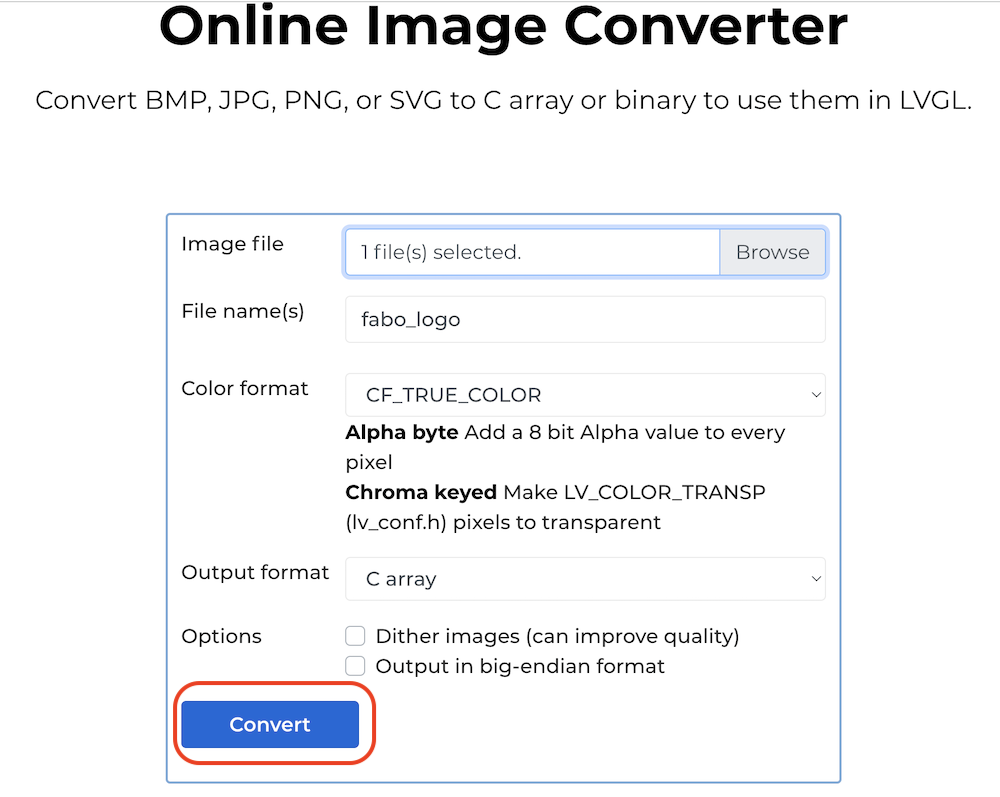 Online Image Converter
Convert BMP, JPG, PNG, or SVG to C array or binary to use them in LVGL.
Image file
1 file(s) selected.
Browse
File name(s)
fabo_logo
Color format
CF_TRUE_COLOR
Alpha byte Add a 8 bit Alpha value to every
pixel
Chroma keyed Make LV_COLOR_TRANSP
(lv_conf.h) pixels to transparent
Output format
C array
Options
Dither images (can improve quality)
Output in big-endian format
Convert